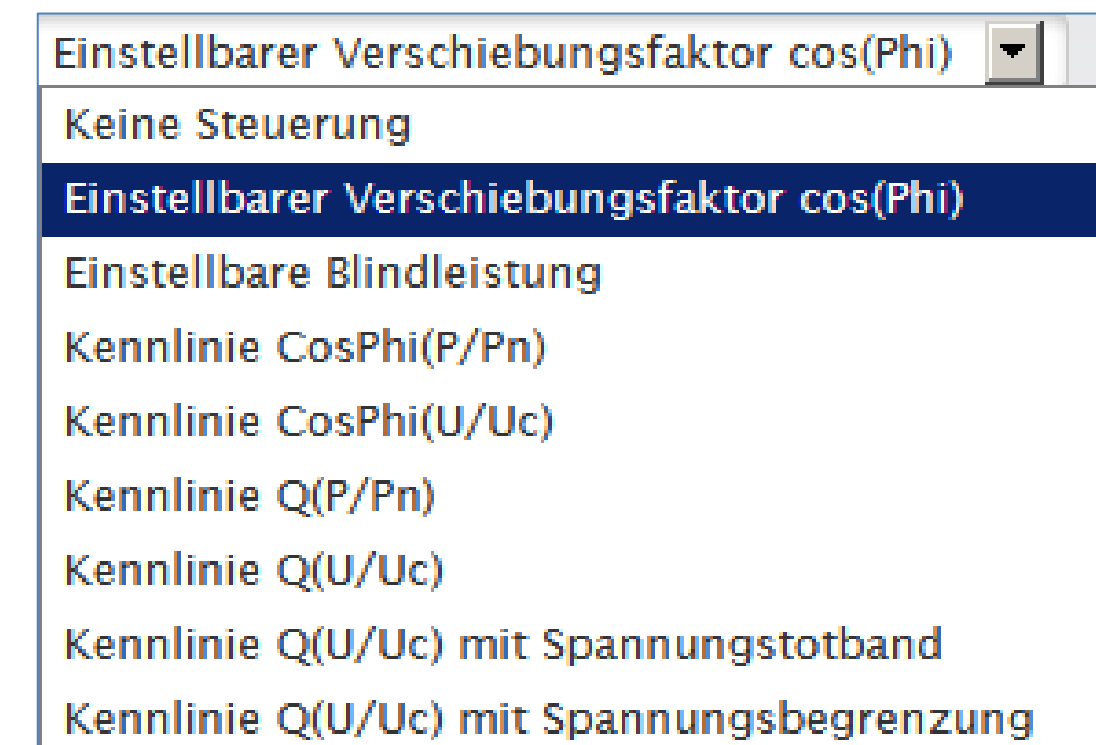 Einstellbarer Verschiebungsfaktor cos(Phi)
Keine Steuerung
Einstellbarer Verschiebungsfaktor cos(Phi)
Einstellbare Blindleistung
Kennlinie CosPhi(P/Pn)
Kennlinie CosPhi(U/Uc)
Kennlinie Q(P/Pn)
Kennlinie Q(U/Uc)
Kennlinie Q(U/Uc) mit Spannungstotband
Kennlinie Q(U/Uc) mit Spannungsbegrenzung